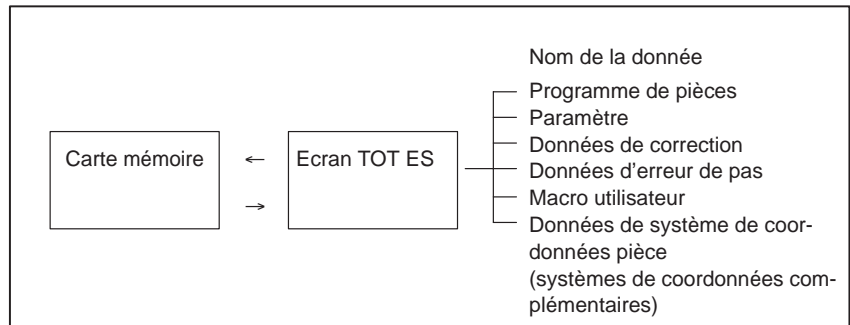 Nom de la donnée
Programme de pièces
Paramètre
Carte mémoire ← Ecran TOT ES
→
Données de correction
Données d'erreur de pas
Macro utilisateur
Données de système de coor-
données pièce
(systèmes de coordonnées com-
plémentaires)